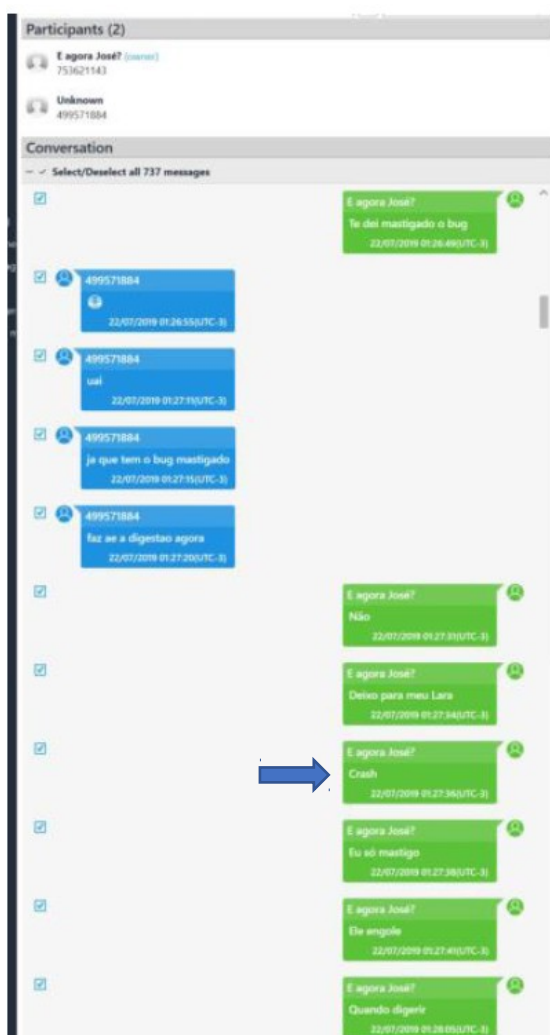 Participants (2)
E agora José? (owner)
753621143
Unknown
499571884
Conversation
Select/Deselect all 737 messages
E agora José?
Te dei mastigado o bug
22/07/2019 01:26:49(UTC-3)
499571884
22/07/2019 01:26:55(UTC-3)
499571884
uai
22/07/2019 01:27:11(UTC-3)
499571884
ja que tem o bug mastigado
22/07/2019 01:27:15(UTC-3)
499571884
faz ae a digestao agora
22/07/2019 01:27:20(UTC-3)
E agora José?
Não
22/07/2019 01:27:31(UTC-3)
E agora José?
Deixo para meu Lara
22/07/2019 01:27:34(UTC-3)
E agora José?
Crash
22/07/2019 01:27:36(UTC-3)
E agora José?
Eu só mastigo
22/07/2019 01:27:38(UTC-3)
E agora José?
Ele engole
22/07/2019 01:27:41(UTC-3)
E agora José?
Quando digerir
22/07/2019 01:28:05(UTC-3)